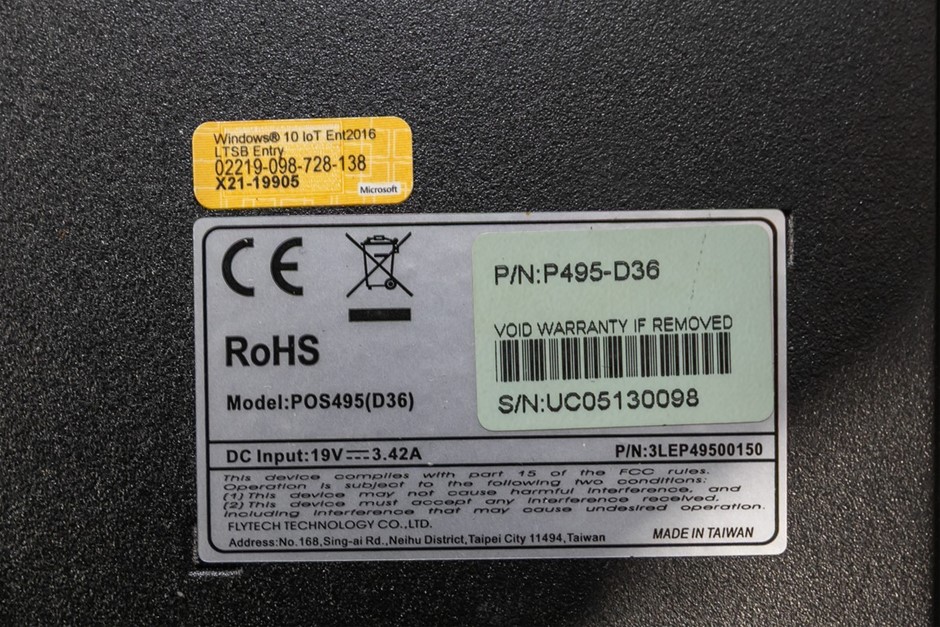 Windows® 10 IoT Ent2016
LTSB Entry
02219-098-728-138
X21-19905
Microsoft
CE
RoHS
Model:POS495(D36)
P/N:P495-D36
VOID WARRANTY IF REMOVED
S/N:UC05130098
DC Input:19V⎓3.42A
P/N:3LEP49500150
This device complies with part 15 of the FCC rules.
Operation is subject to the following two conditions:
(1) This device may not cause harmful interference, and
(2) This device must accept any interference received.
including interference that may cause undesired operation.
FLYTECH TECHNOLOGY CO.,LTD.
Address:No.168,Sing-ai Rd.,Neihu District,Taipei City 11494,Taiwan
MADE IN TAIWAN